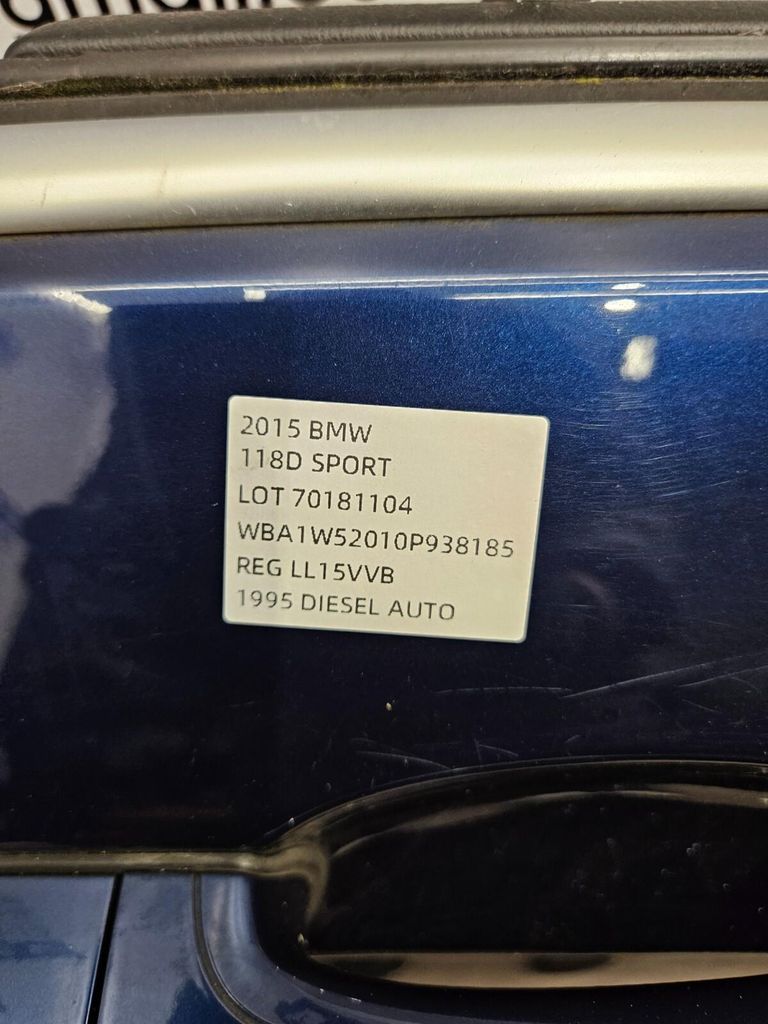 2015 BMW
118D SPORT
LOT 70181104
WBA1W52010P938185
REG LL15VVB
1995 DIESEL AUTO